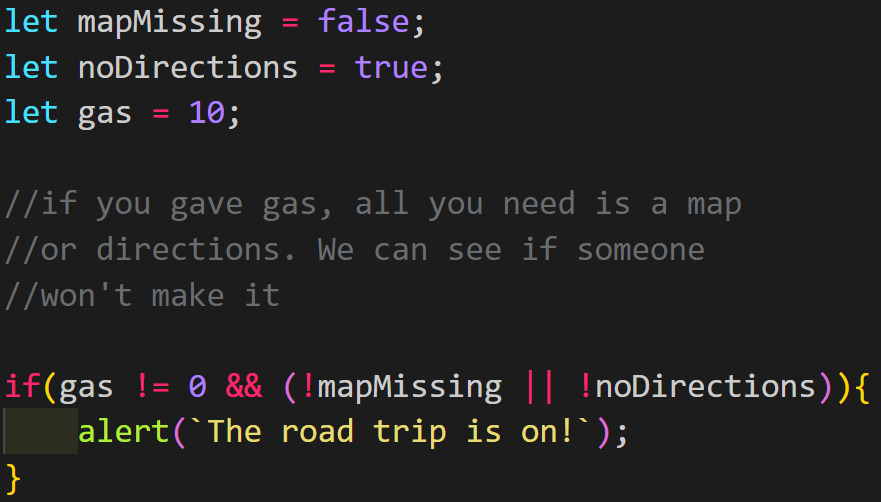 let mapMissing = false;
let noDirections = true;
let gas = 10;
//if you gave gas, all you need is a map
//or directions. We can see if someone
//won't make it
if(gas != 0 && (!mapMissing || !noDirections)){
    alert(`The road trip is on!`);
}